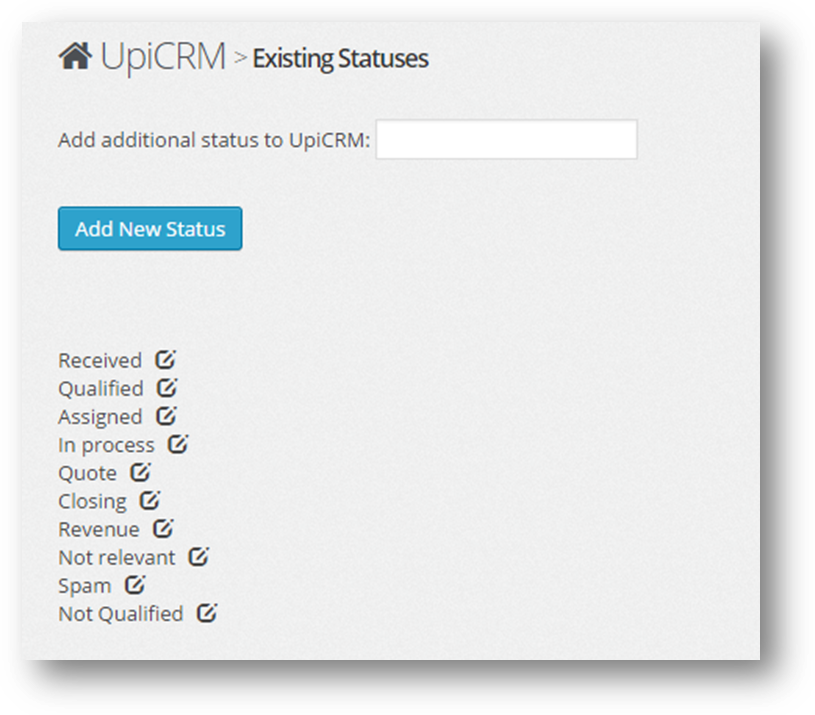 UpiCRM > Existing Statuses
Add additional status to UpiCRM:
Add New Status
Received
Qualified
Assigned
In process
Quote
Closing
Revenue
Not relevant
Spam
Not Qualified